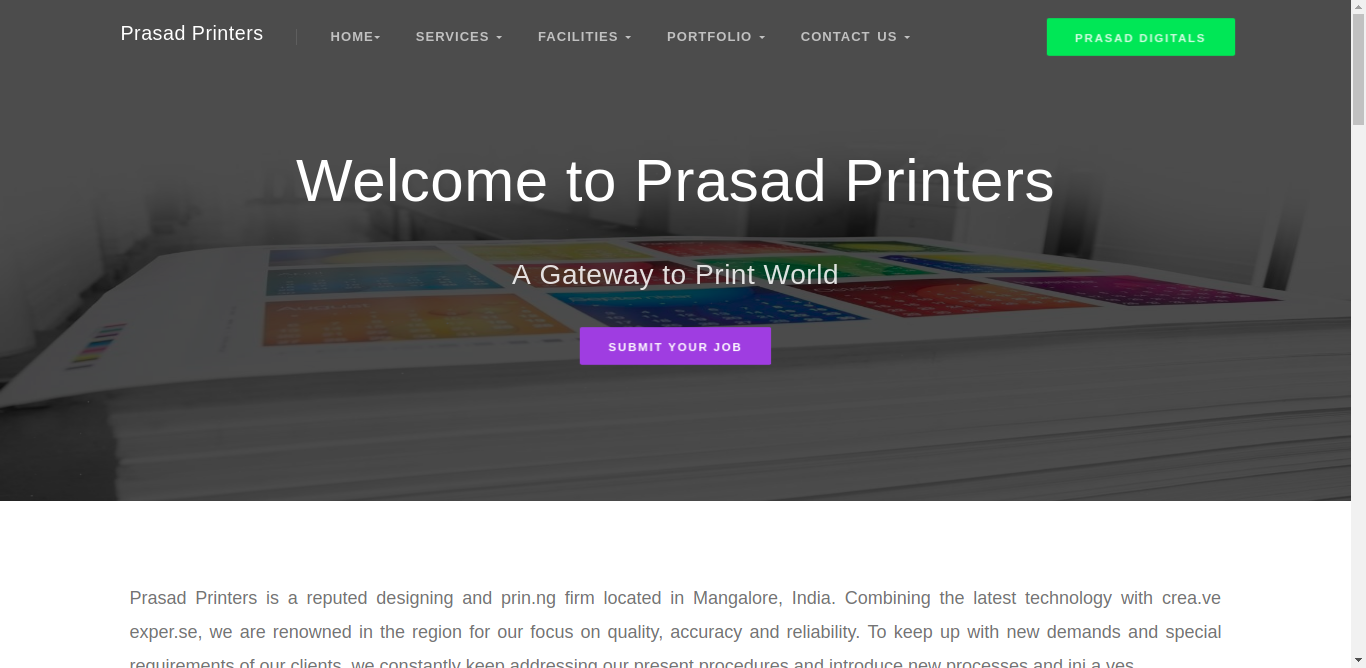 Prasad Printers
HOME
SERVICES
FACILITIES
PORTFOLIO
CONTACT US
PRASAD DIGITALS
Welcome to Prasad Printers
A Gateway to Print World
August
September
October
SUBMIT YOUR JOB
Prasad Printers is a reputed designing and prin.ng firm located in Mangalore, India. Combining the latest technology with crea.ve
exper.se, we are renowned in the region for our focus on quality, accuracy and reliability. To keep up with new demands and special
requirements of our clients, we constantly keep addressing our present procedures and introduce new processes and ini.a.ves.